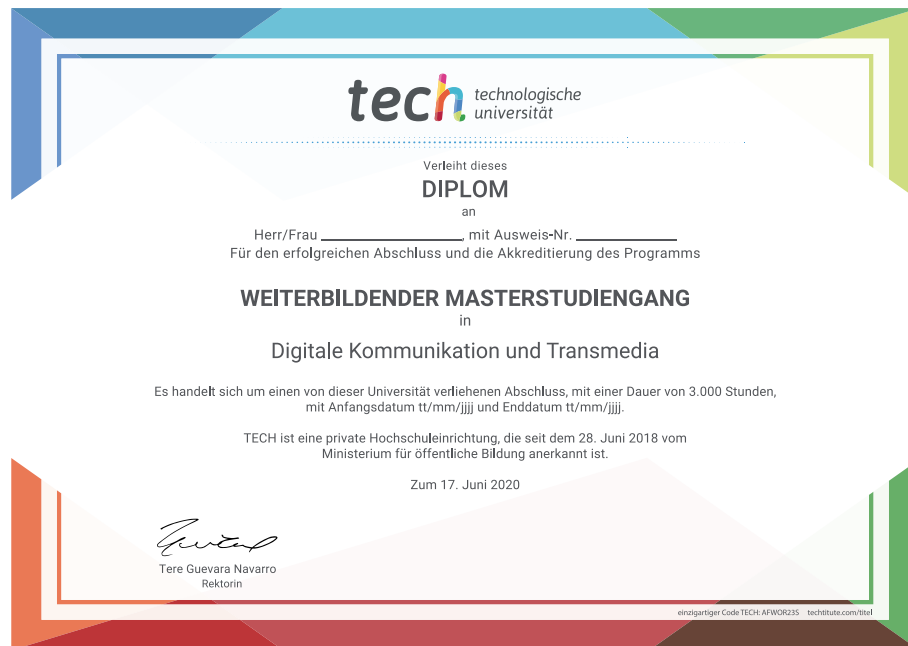 tech technologische
universität
Verleiht dieses
DIPLOM
an
Herr/Frau ____________, mit Ausweis-Nr. ____________
Für den erfolgreichen Abschluss und die Akkreditierung des Programms
WEITERBILDENDER MASTERSTUDIENGANG
in
Digitale Kommunikation und Transmedia
Es handelt sich um einen von dieser Universität verliehenen Abschluss, mit einer Dauer von 3.000 Stunden,
mit Anfangsdatum tt/mm/jjjj und Enddatum tt/mm/jjjj.
TECH ist eine private Hochschuleinrichtung, die seit dem 28. Juni 2018 vom
Ministerium für öffentliche Bildung anerkannt ist.
Zum 17. Juni 2020
Tere Guevara Navarro
Rektorin
einzigartiger Code TECH: AFWOR23S techtitute.com/titel